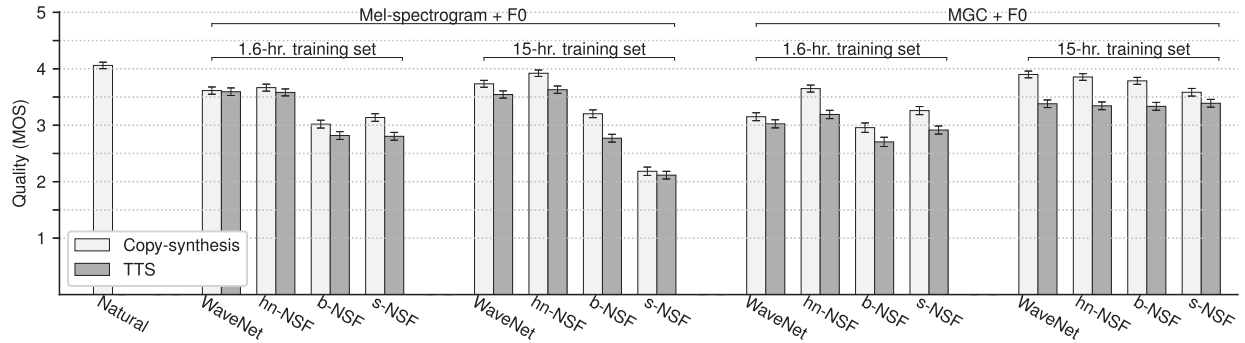 Mel-spectrogram + F0
MGC + F0
1.6-hr. training set
15-hr. training set
1.6-hr. training set
15-hr. training set
Quality (MOS)
5
4
3
2
1
Copy-synthesis
TTS
Natural
WaveNet
hn-NSF
b-NSF
s-NSF
WaveNet
hn-NSF
b-NSF
s-NSF
WaveNet
hn-NSF
b-NSF
s-NSF
WaveNet
hn-NSF
b-NSF
s-NSF